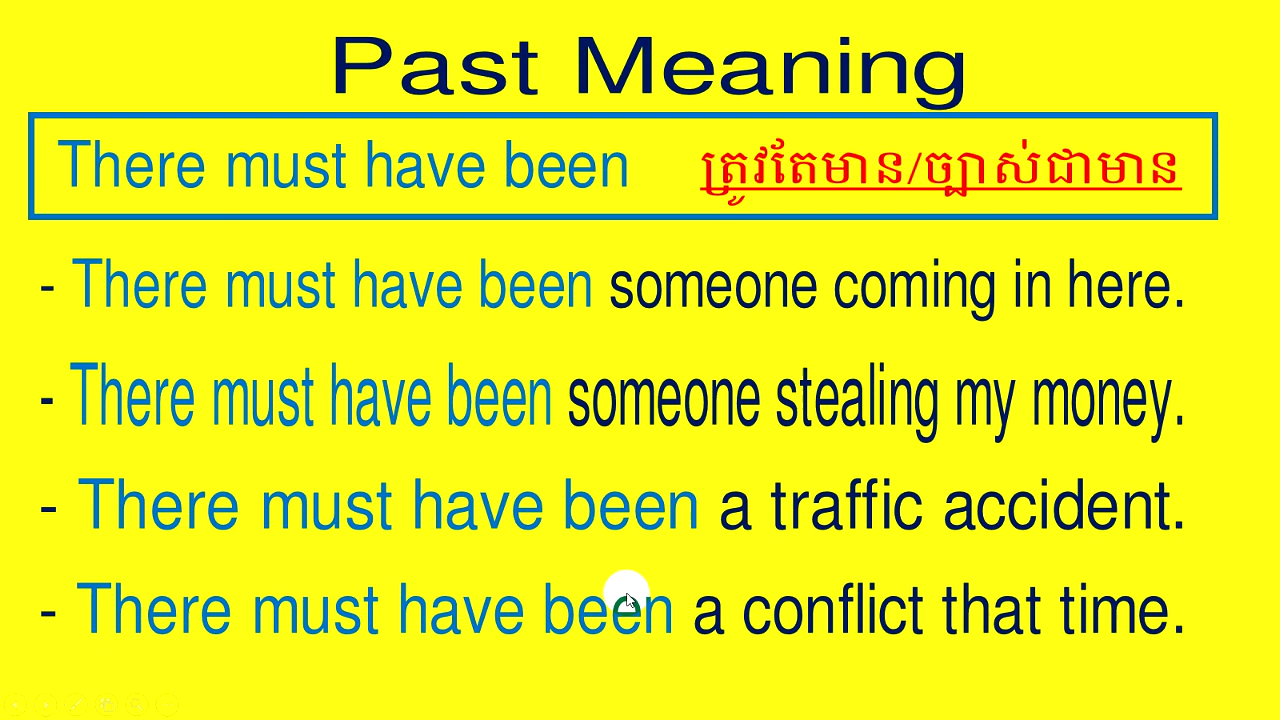 Past Meaning
There must have been ត្រូវតែមាន/ច្បាស់ជាមាន
- There must have been someone coming in here.
- There must have been someone stealing my money.
- There must have been a traffic accident.
- There must have been a conflict that time.